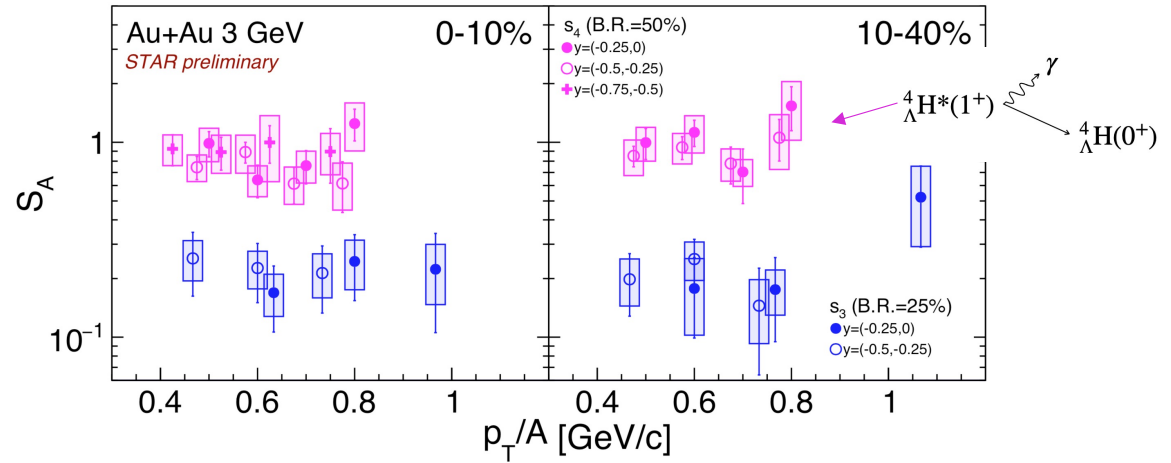 Au+Au 3 GeV
STAR preliminary
0-10%
s4 (B.R.=50%)
y=(-0.25,0)
y=(-0.5,-0.25)
y=(-0.75,-0.5)
10-40%
4ΛH*(1+)
γ
4ΛH(0+)
SA
1
10−1
s3 (B.R.=25%)
y=(-0.25,0)
y=(-0.5,-0.25)
0.4 0.6 0.8 1 0.4 0.6 0.8 1
pT/A [GeV/c]